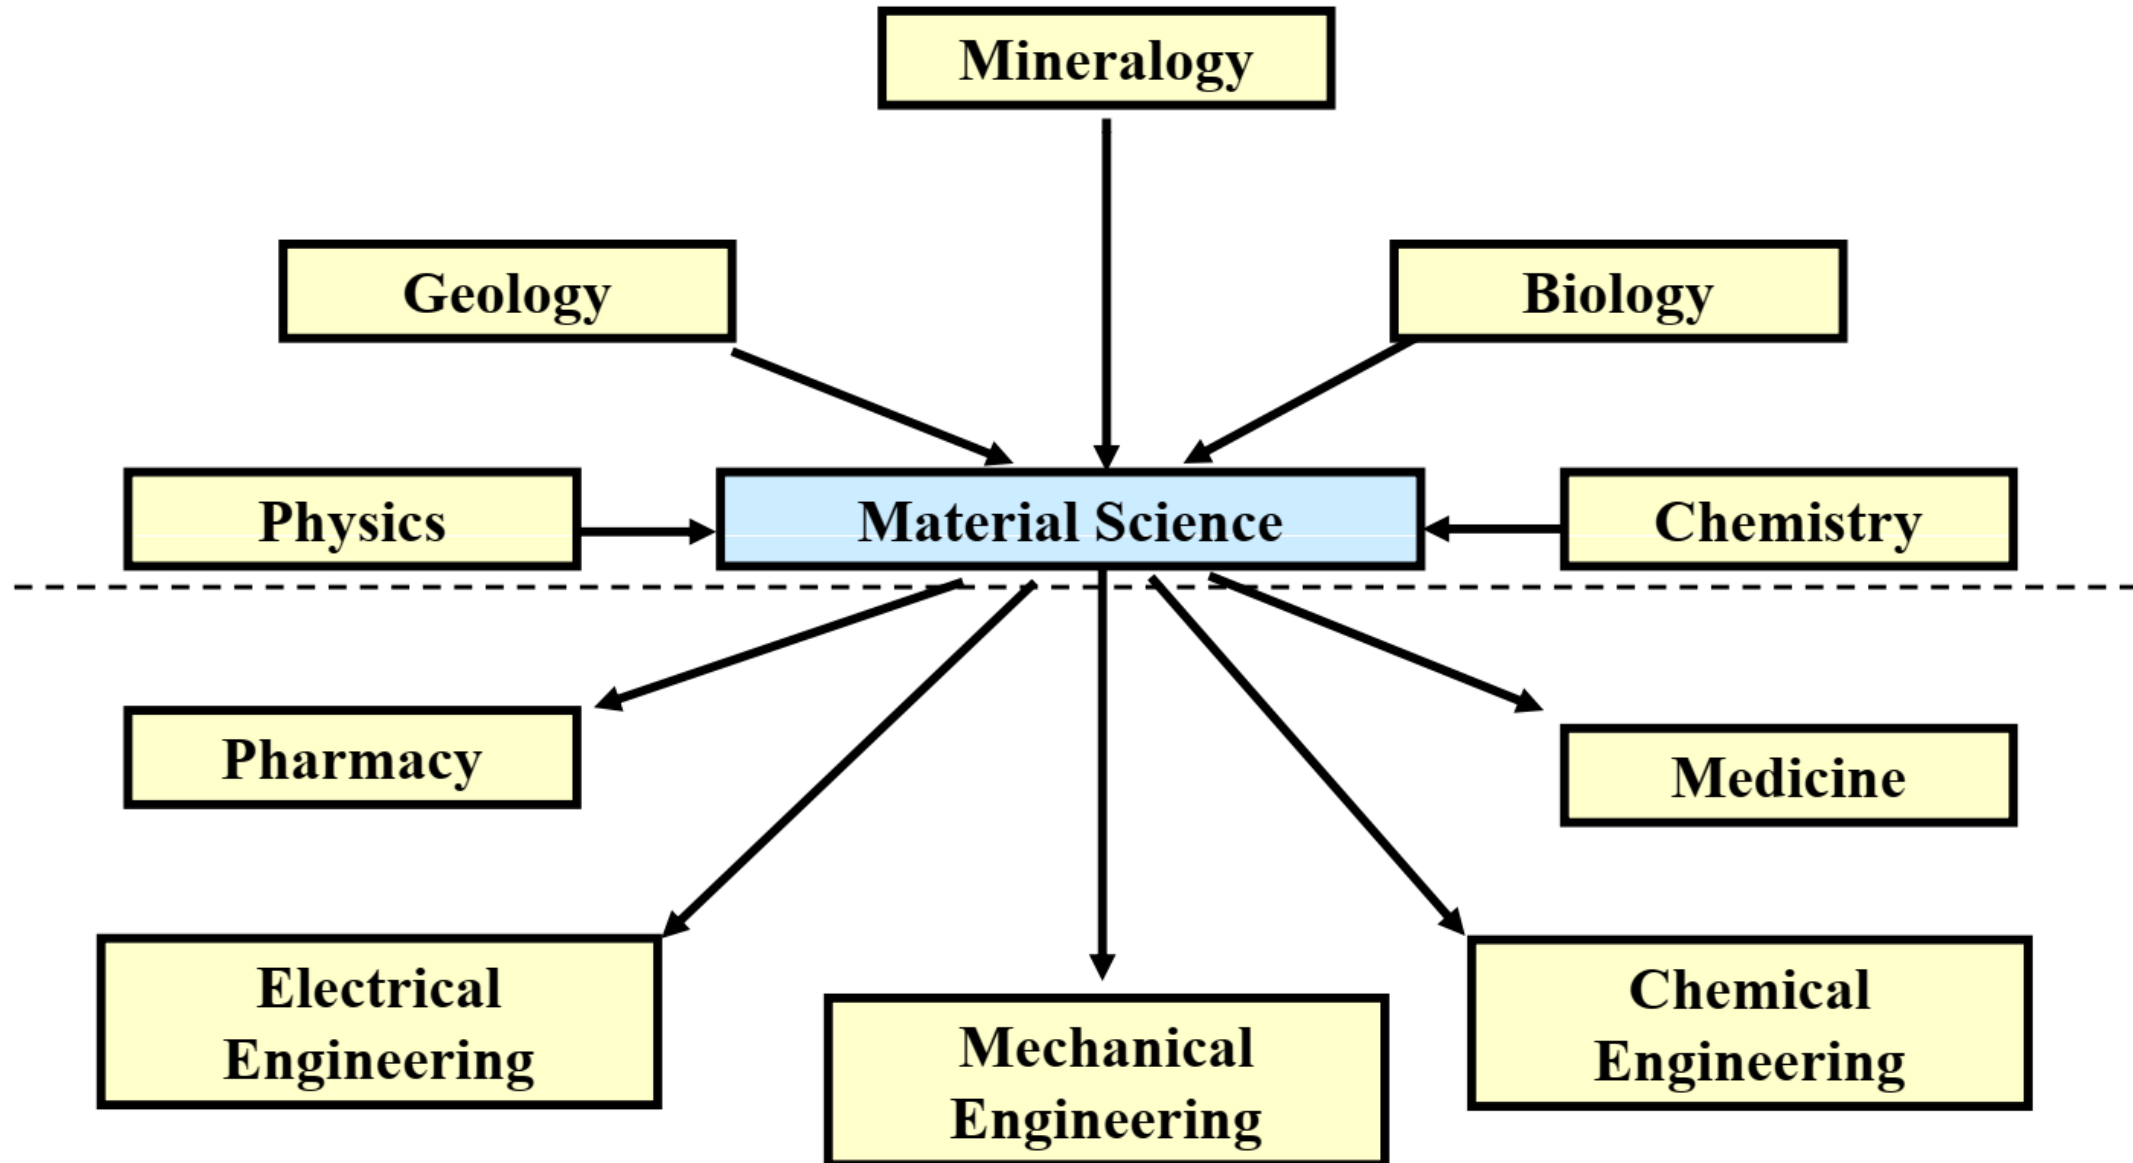 Mineralogy
Geology
Biology
Physics
Material Science
Chemistry
Pharmacy
Medicine
Electrical
Engineering
Mechanical
Engineering
Chemical
Engineering